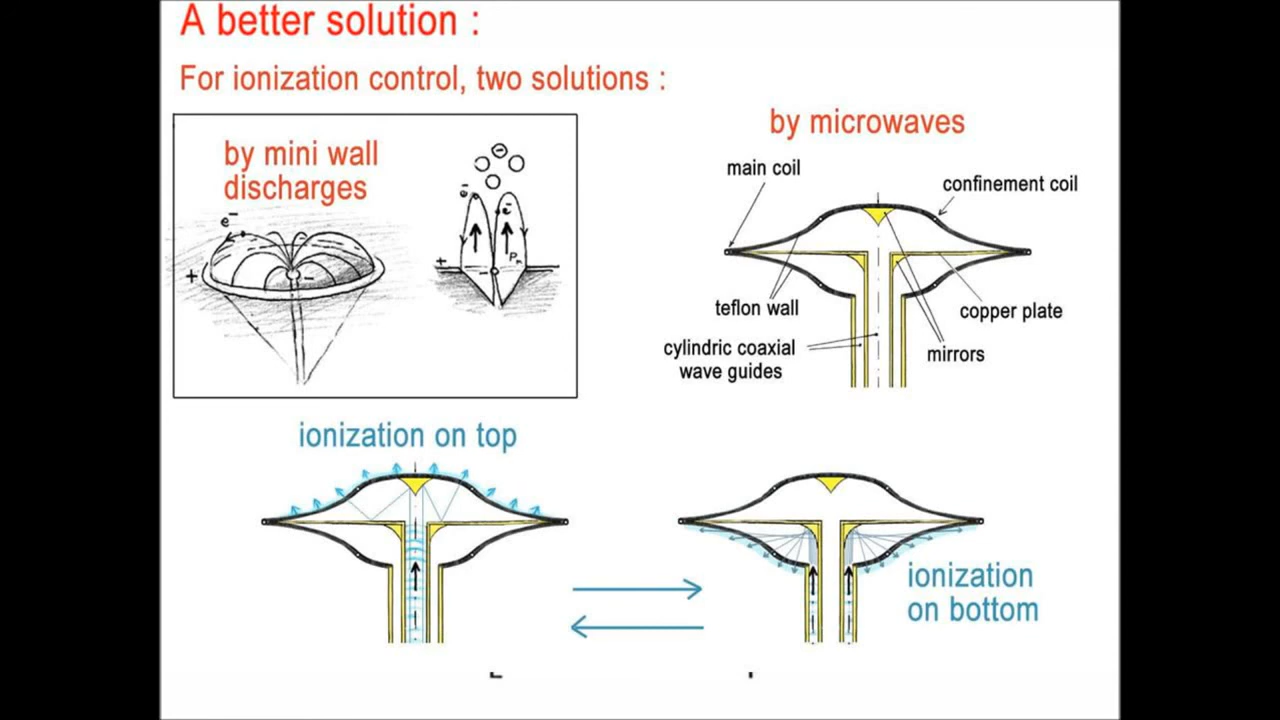 A better solution :
For ionization control, two solutions :
by mini wall
discharges
e⁻
+
-
-
e⁻
e⁻
+
-
by microwaves
main coil
confinement coil
teflon wall
copper plate
cylindric coaxial
wave guides
mirrors
ionization on top
ionization
on bottom